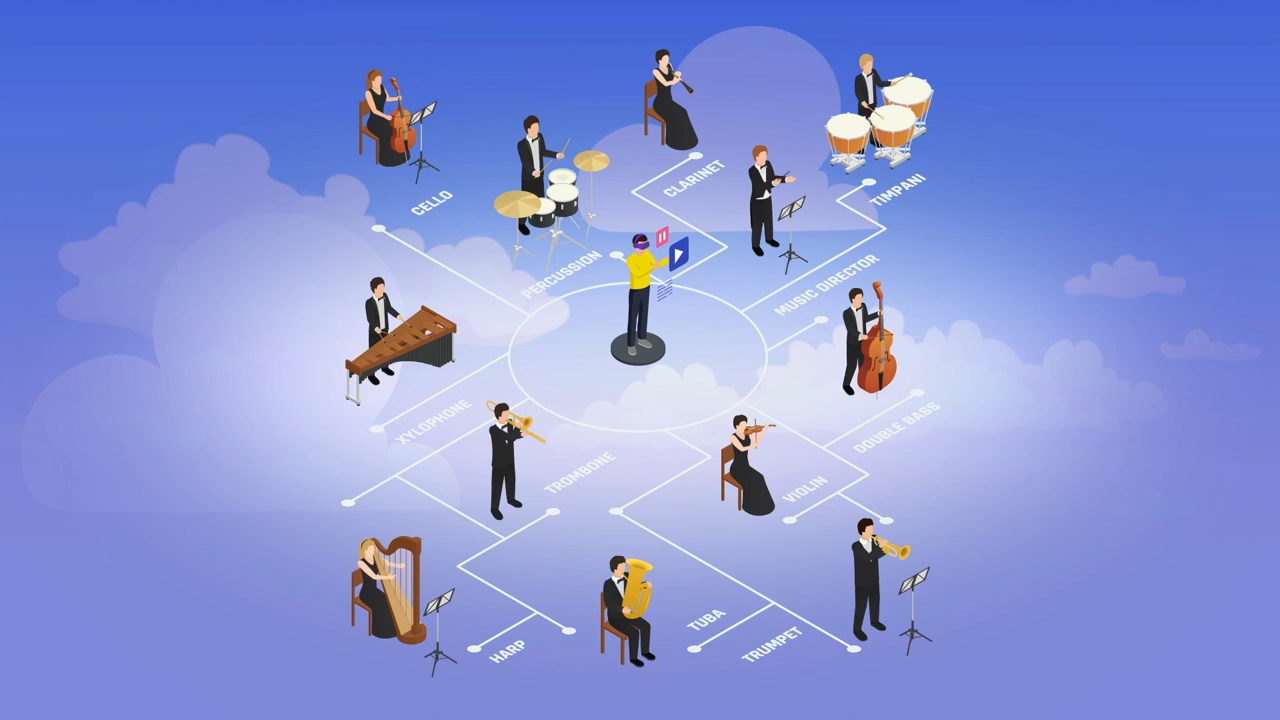 CLARINET
TIMPANI
CELLO
PERCUSSION
MUSIC DIRECTOR
XYLOPHONE
TROMBONE
DOUBLE BASS
VIOLIN
TUBA
TRUMPET
HARP